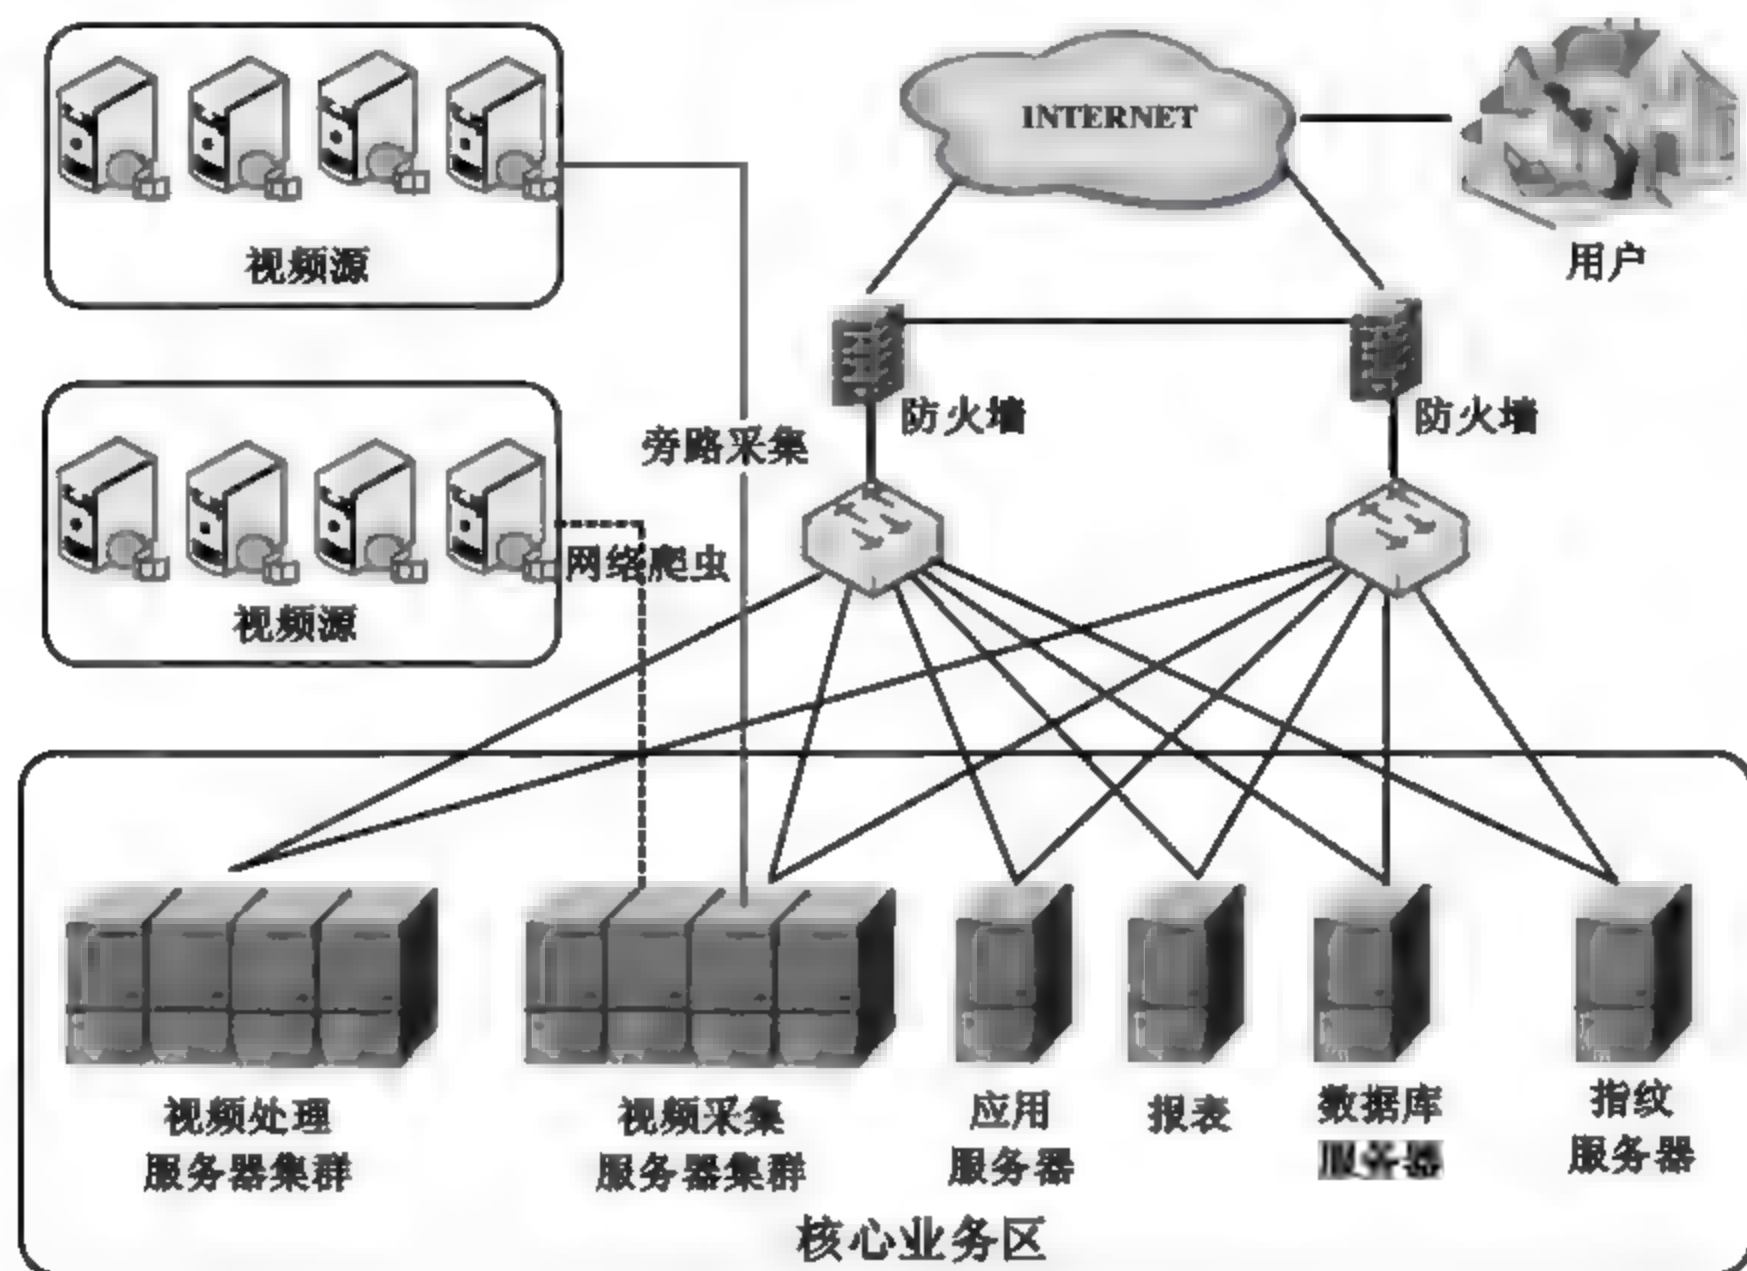 INTERNET
视频源
用户
防火墙
防火墙
旁路采集
网络爬虫
视频源
视频处理
服务器集群
视频采集
服务器集群
应用
服务器
报表
数据库
服务器
指纹
服务器
核心业务区